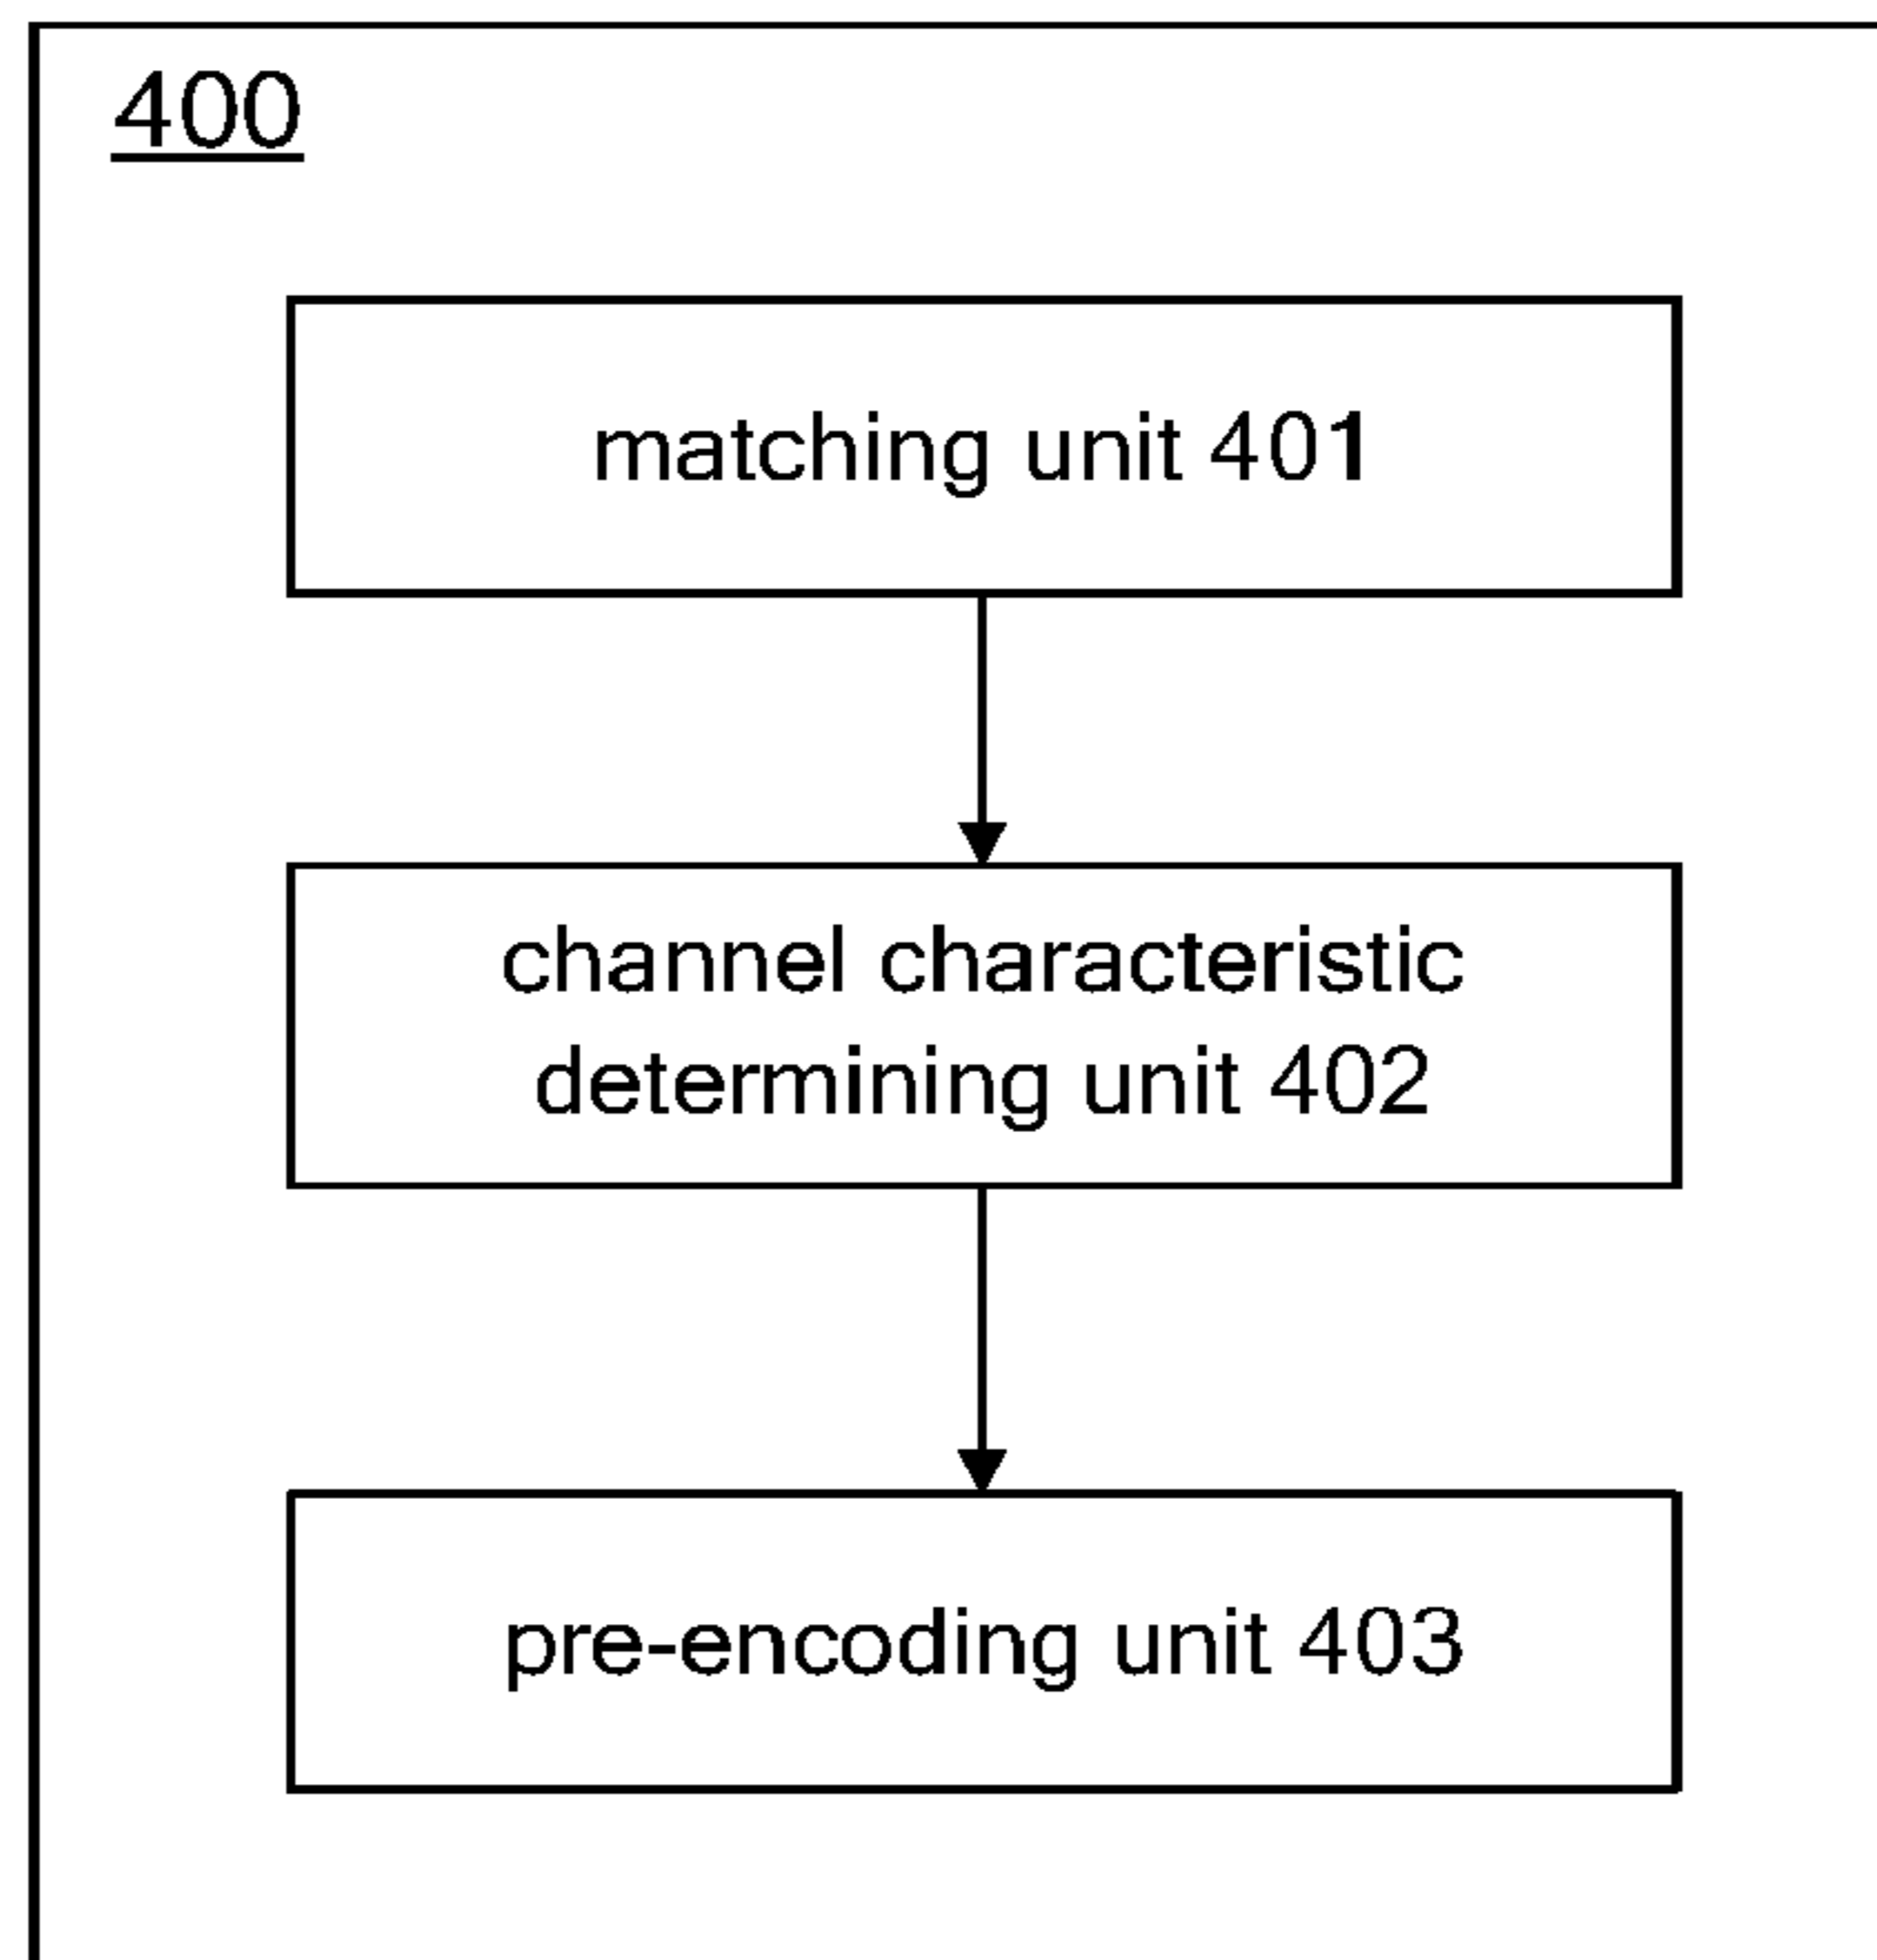 400
matching unit 401
channel characteristic
determining unit 402
pre-encoding unit 403